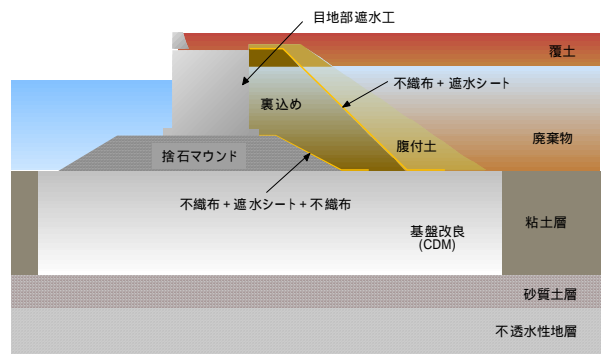 目地部遮水工
覆土
不織布+遮水シート
裏込め
廃棄物
腹付土
捨石マウンド
不織布+遮水シート+不織布
粘土層
基盤改良
(CDM)
砂質土層
不透水性地層